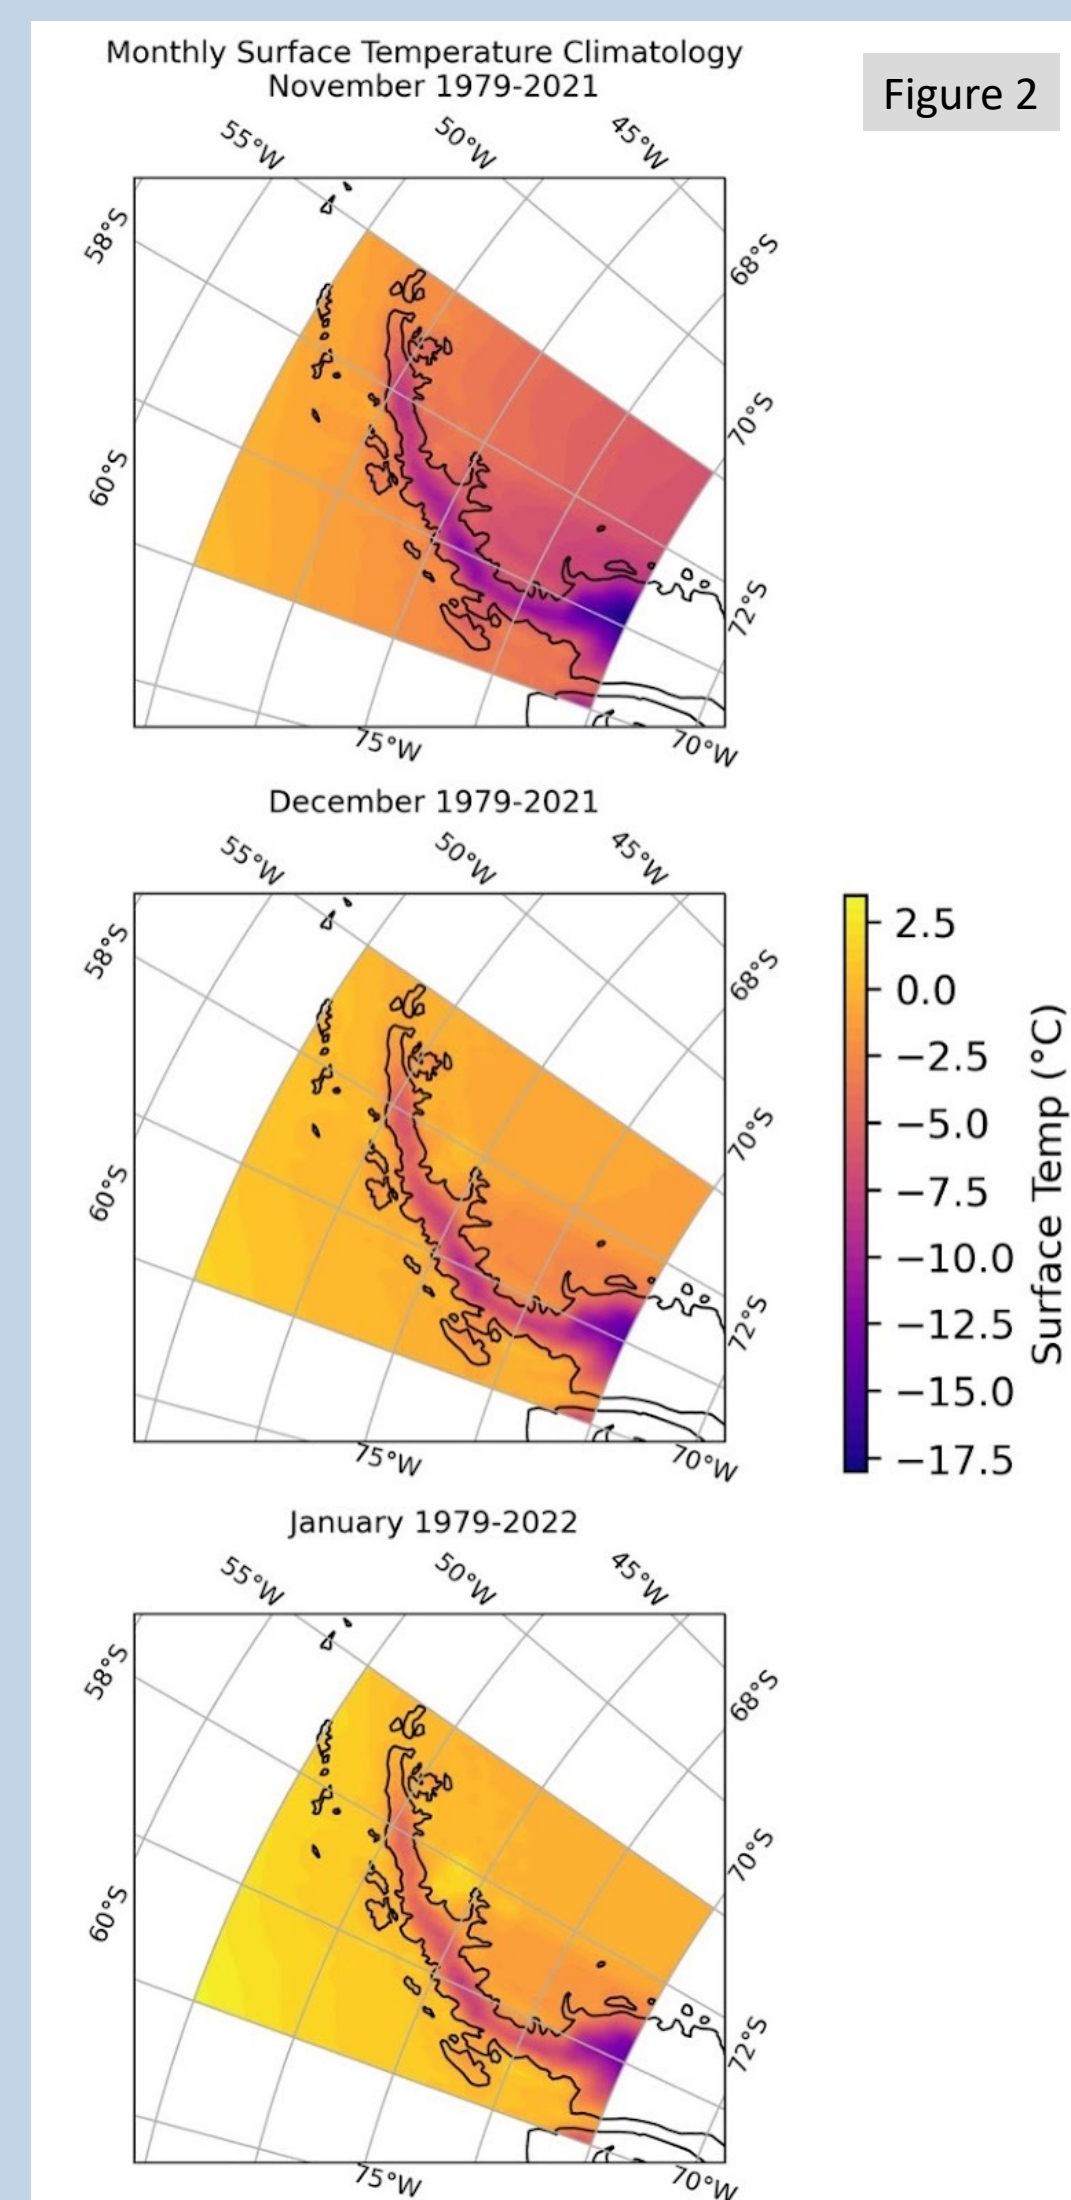 Monthly Surface Temperature Climatology
November 1979-2021
Figure 2
55°W
50°W
45°W
58°S
68°S
70°S
60°S
72°S
75°W
70°W
December 1979-2021
55°W
50°W
45°W
58°S
68°S
70°S
60°S
72°S
75°W
70°W
2.5
0.0
−2.5
−5.0
−7.5
−10.0
−12.5
−15.0
−17.5
Surface Temp (°C)
January 1979-2022
55°W
50°W
45°W
58°S
68°S
70°S
60°S
72°S
75°W
70°W